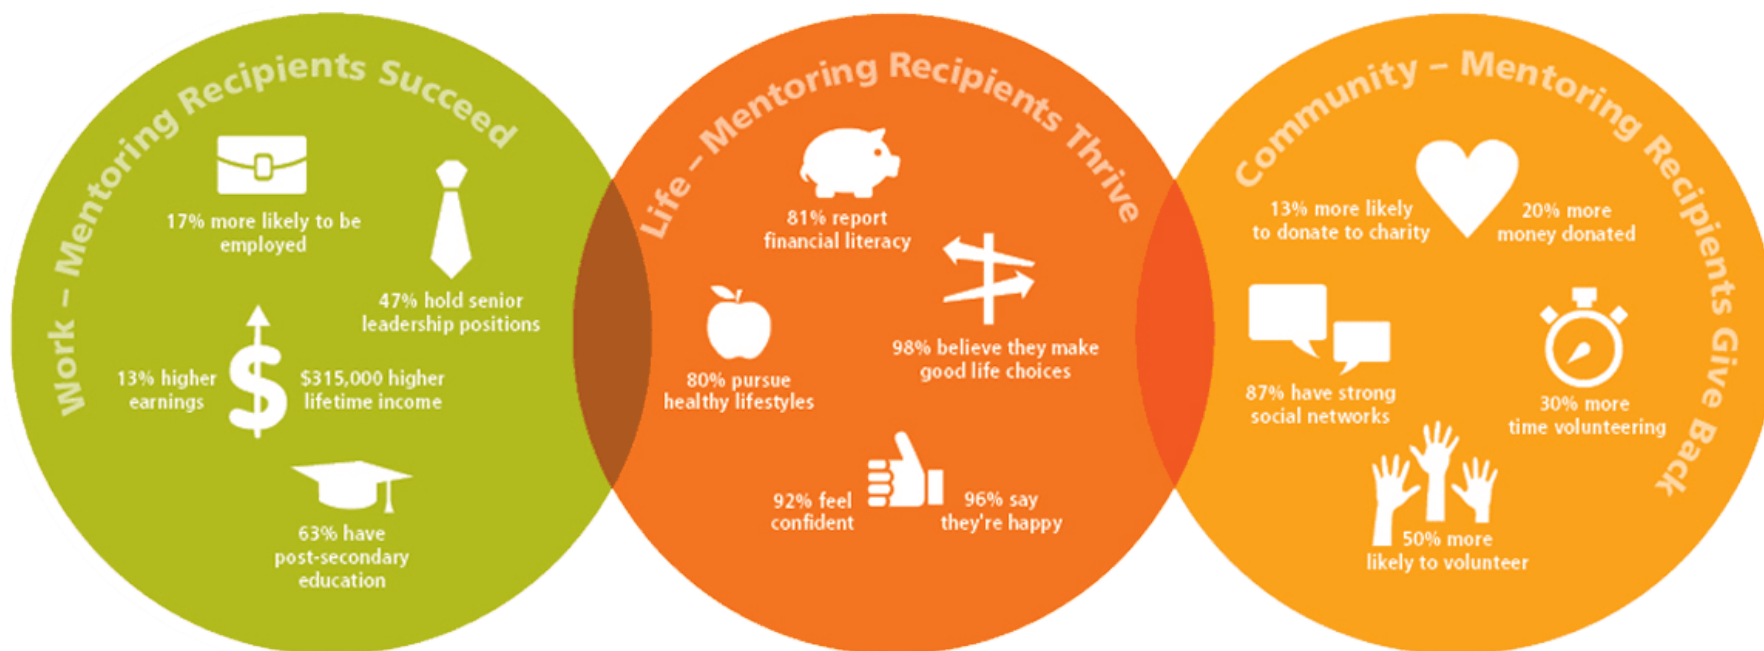 Work – Mentoring Recipients Succeed
17% more likely to be
employed
47% hold senior
leadership positions
13% higher
earnings
$315,000 higher
lifetime income
63% have
post-secondary
education
Life – Mentoring Recipients Thrive
81% report
financial literacy
98% believe they make
good life choices
80% pursue
healthy lifestyles
92% feel
confident
96% say
they're happy
Community – Mentoring Recipients Give Back
13% more likely
to donate to charity
20% more
money donated
87% have strong
social networks
30% more
time volunteering
50% more
likely to volunteer